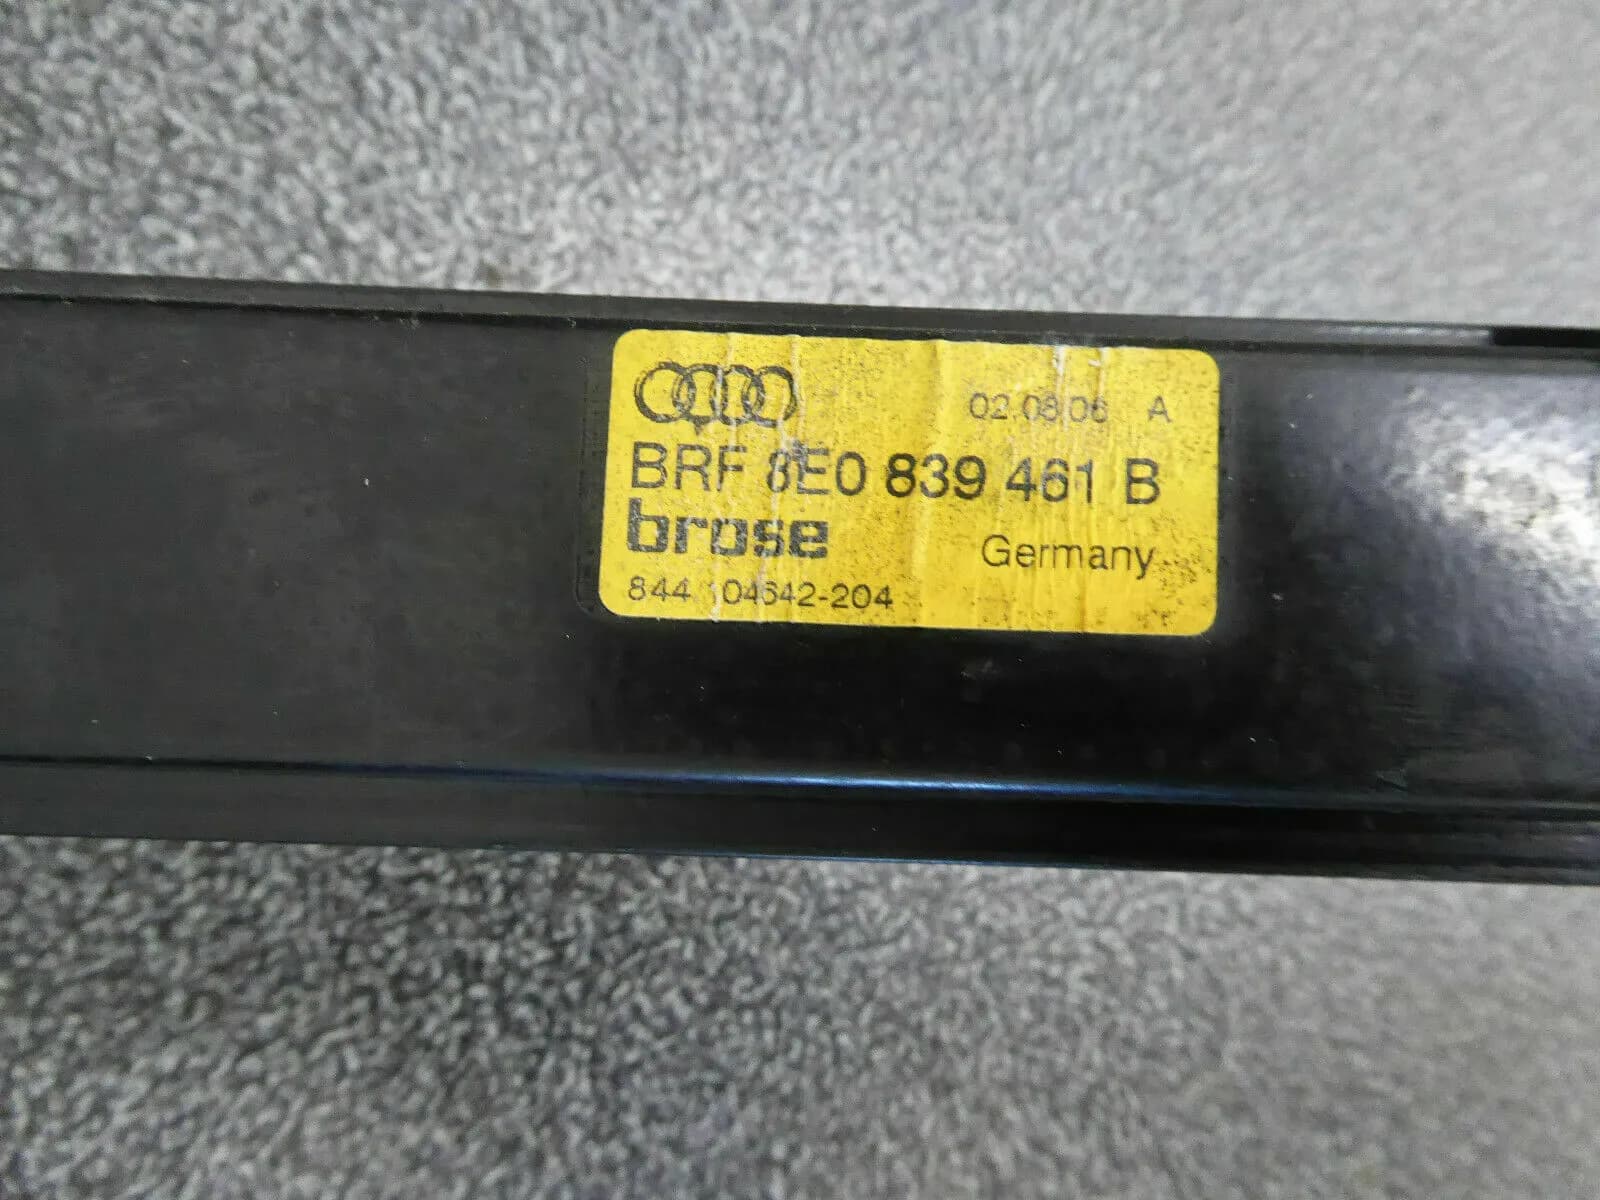 02.08.06 A
BRF 8E0 839 461 B
brose Germany
844 104642-204